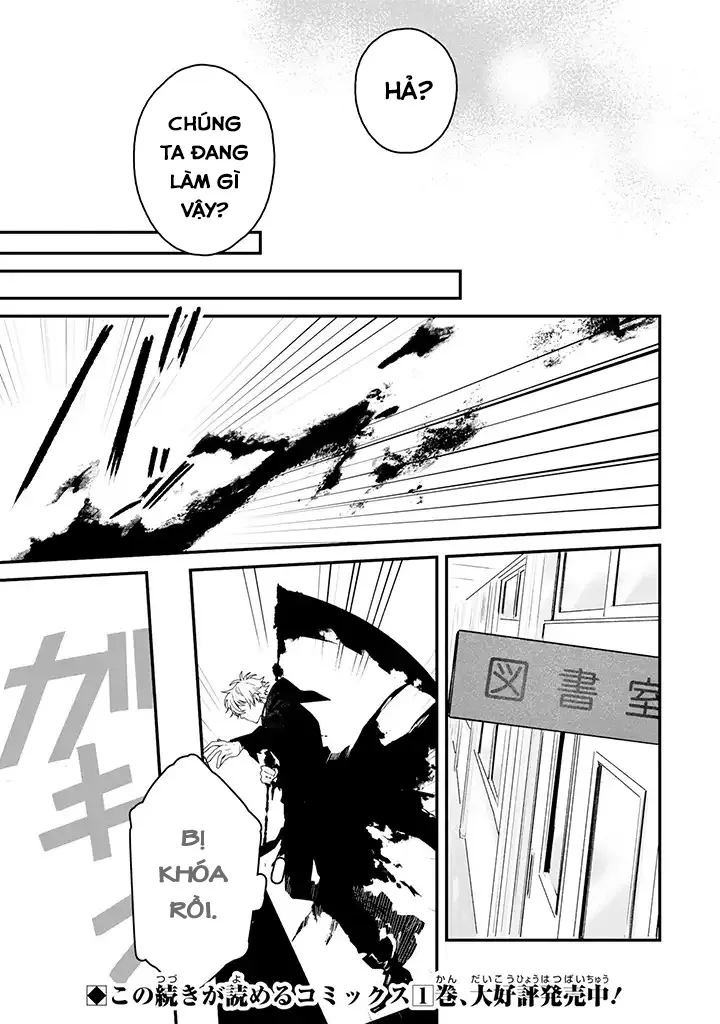 HẢ?
CHÚNG
TA ĐANG
LÀM GÌ
VẬY?
図書室
ガキン
BỊ
KHÓA
RỒI.
◆この続きが読めるコミックス1巻、大好評発売中!